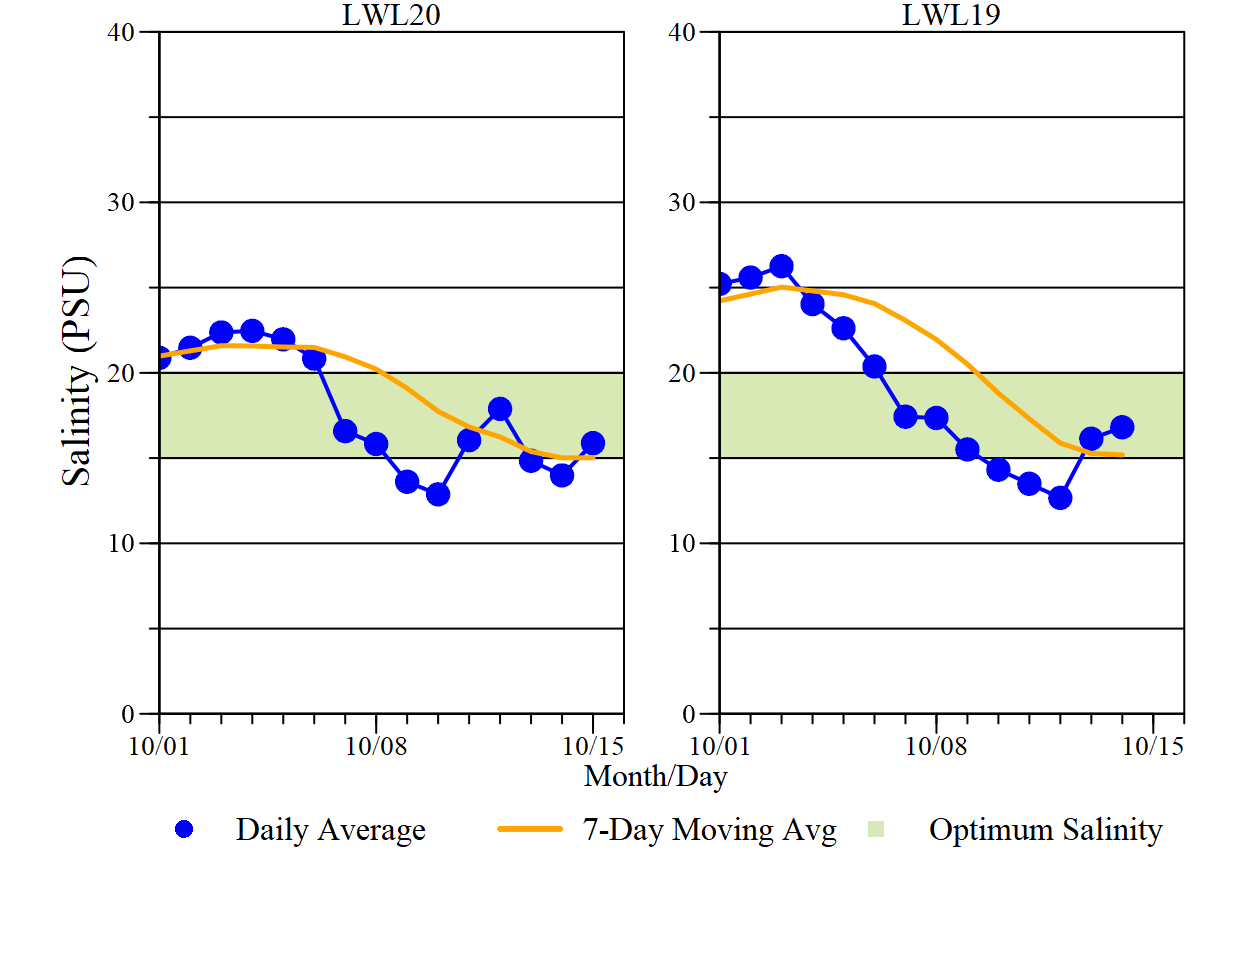 LWL20 LWL19
40 40
30 30
20 20
10 10
0 0
Salinity (PSU)
10/01 10/08 10/15 10/01 10/08 10/15
Month/Day
Daily Average 7-Day Moving Avg Optimum Salinity